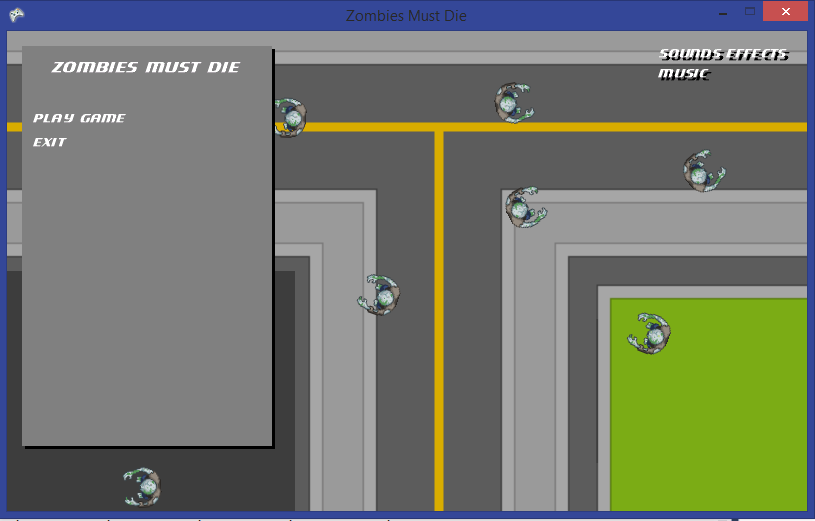 Zombies Must Die
ZOMBIES MUST DIE
PLAY GAME
EXIT
SOUNDS EFFECTS
MUSIC